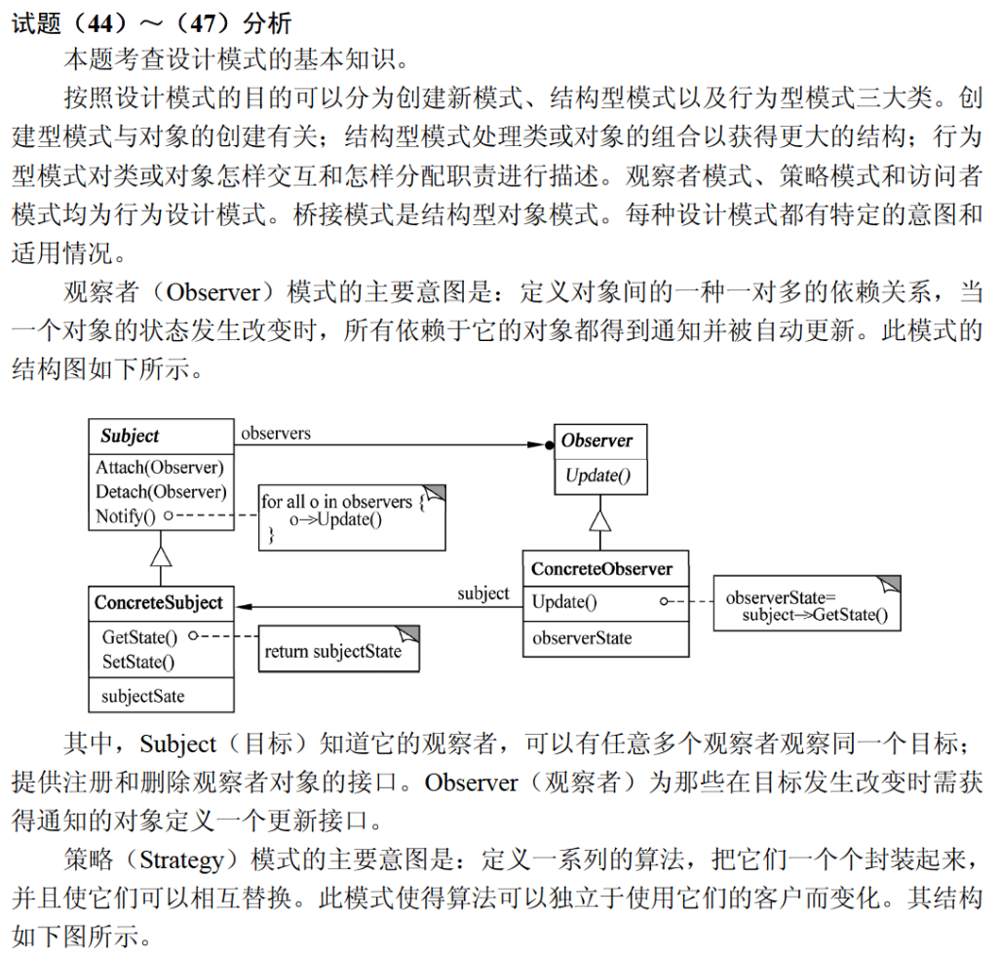 试题（44）～（47）分析
本题考查设计模式的基本知识。
按照设计模式的目的可以分为创建新模式、结构型模式以及行为型模式三大类。创
建型模式与对象的创建有关；结构型模式处理类或对象的组合以获得更大的结构；行为
型模式对类或对象怎样交互和怎样分配职责进行描述。观察者模式、策略模式和访问者
模式均为行为设计模式。桥接模式是结构型对象模式。每种设计模式都有特定的意图和
适用情况。
观察者（Observer）模式的主要意图是：定义对象间的一种一对多的依赖关系，当
一个对象的状态发生改变时，所有依赖于它的对象都得到通知并被自动更新。此模式的
结构图如下所示。
Subject
Attach(Observer)
Detach(Observer)
Notify()
observers
Observer
Update()
for all o in observers {
o->Update()
}
ConcreteSubject
GetState()
SetState()
subjectSate
return subjectState
subject
ConcreteObserver
Update()
observerState
observerState=
subject->GetState()
其中，Subject（目标）知道它的观察者，可以有任意多个观察者观察同一个目标；
提供注册和删除观察者对象的接口。Observer（观察者）为那些在目标发生改变时需获
得通知的对象定义一个更新接口。
策略（Strategy）模式的主要意图是：定义一系列的算法，把它们一个个封装起来，
并且使它们可以相互替换。此模式使得算法可以独立于使用它们的客户而变化。其结构
如下图所示。